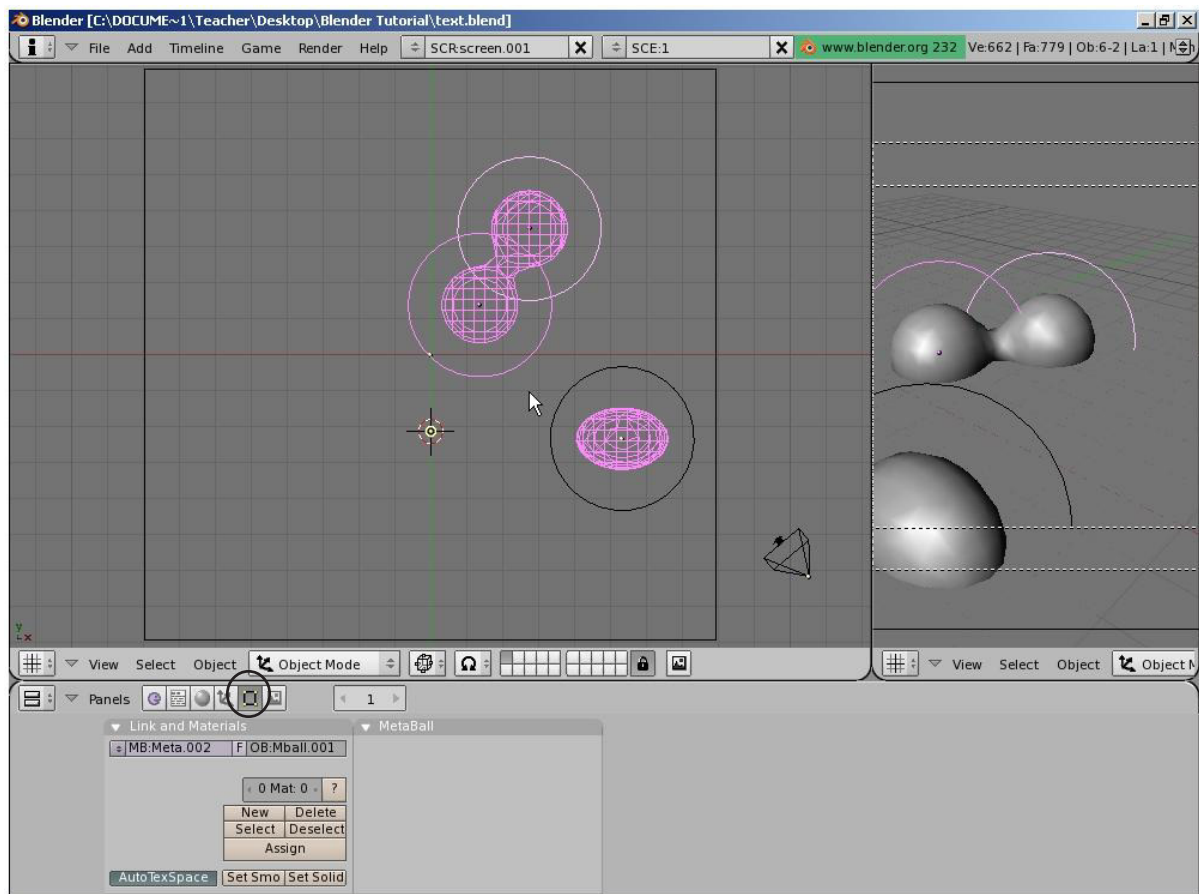 Blender [C:\DOCUME~1\Teacher\Desktop\Blender Tutorial\text.blend]
File Add Timeline Game Render Help SCR:screen.001 X SCE:1 X www.blender.org 232 Ve:662 | Fa:779 | Ob:6-2 | La:1 |
y
x
View Select Object Object Mode View Select Object Object M
Panels 1
Link and Materials MetaBall
MB:Meta.002 F OB:Mball.001
0 Mat: 0 ?
New Delete
Select Deselect
Assign
AutoTexSpace Set Smo Set Solid